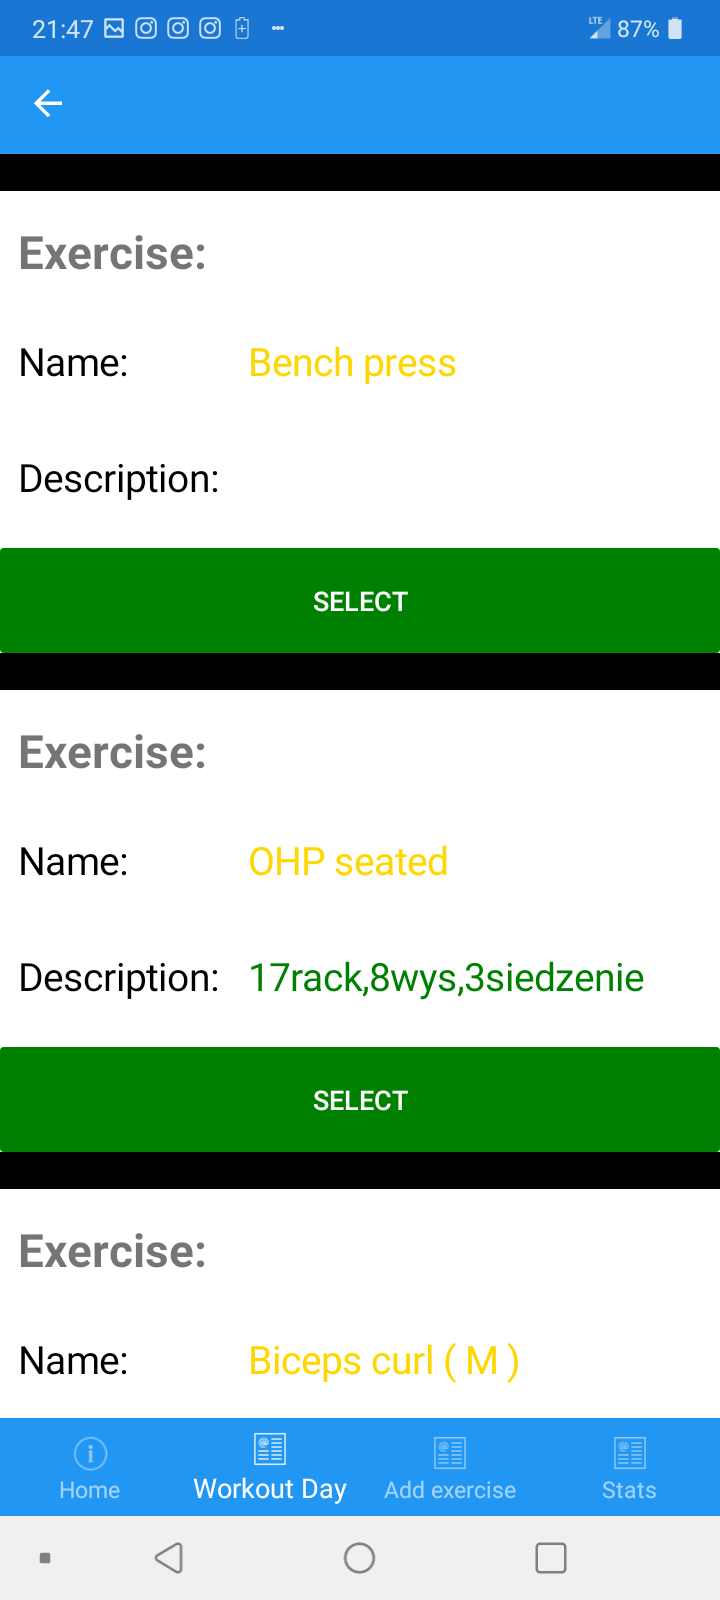 21:47 LTE 87%
Exercise:
Name: Bench press
Description:
SELECT
Exercise:
Name: OHP seated
Description: 17rack,8wys,3siedzenie
SELECT
Exercise:
Name: Biceps curl ( M )
Home Workout Day Add exercise Stats